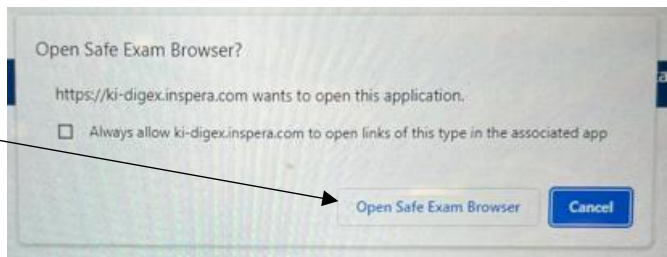 Open Safe Exam Browser?
https://ki-digex.inspera.com wants to open this application.
Always allow ki-digex.inspera.com to open links of this type in the associated app
Open Safe Exam Browser
Cancel